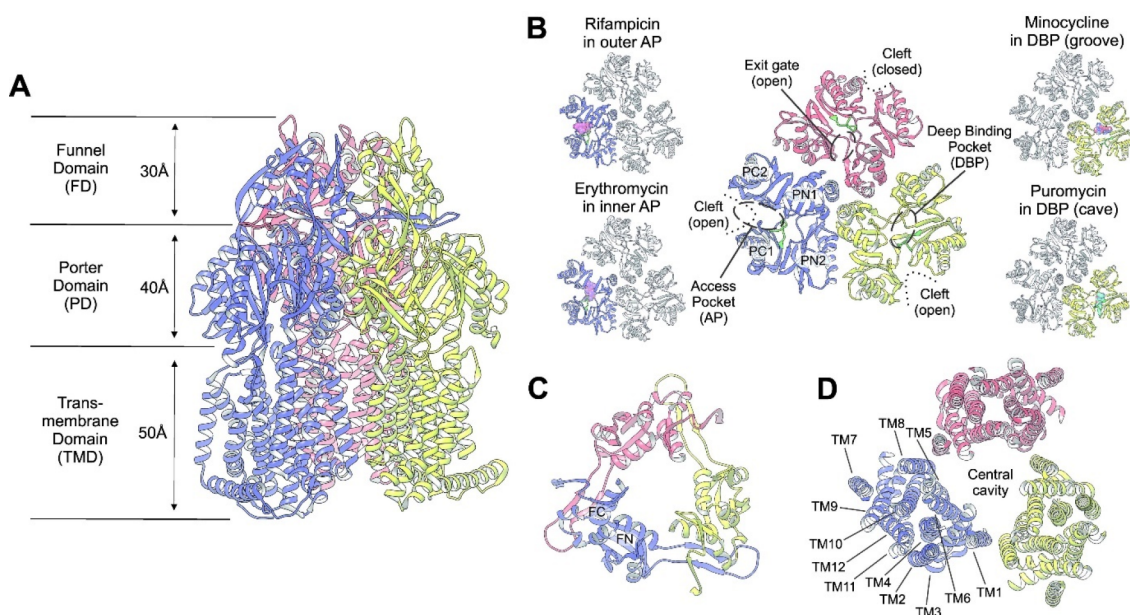 A
Funnel
Domain
(FD)
30Å
Porter
Domain
(PD)
40Å
Trans-
membrane
Domain
(TMD)
50Å
B
Rifampicin
in outer AP
Erythromycin
in inner AP
Exit gate
(open)
Cleft
(closed)
Deep Binding
Pocket
(DBP)
PC2
PN1
Cleft
(open)
PC1
PN2
Access
Pocket
(AP)
Cleft
(open)
Minocycline
in DBP (groove)
Puromycin
in DBP (cave)
C
FC
FN
D
TM8
TM5
TM7
Central
cavity
TM9
TM10
TM12
TM11
TM4
TM2
TM3
TM6
TM1